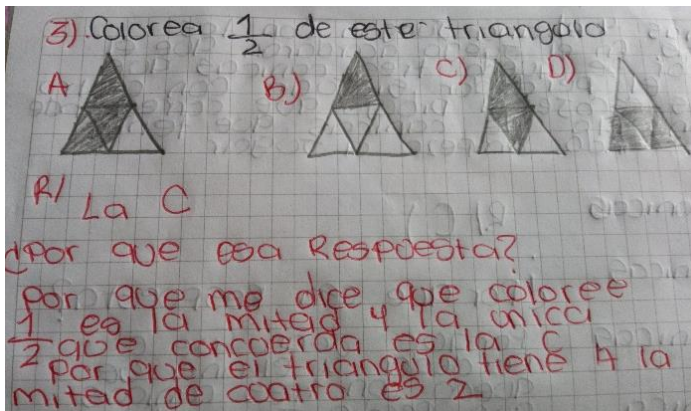 3) Colorea 1/2 de este triangulo
A B.) C) D)
R/ La C
¿Por que esa Respuesta?
por que me dice que coloree
1/2 es la mitad y la unica
que concuerda es la C
Por que el triangulo tiene 4 la
mitad de cuatro es 2